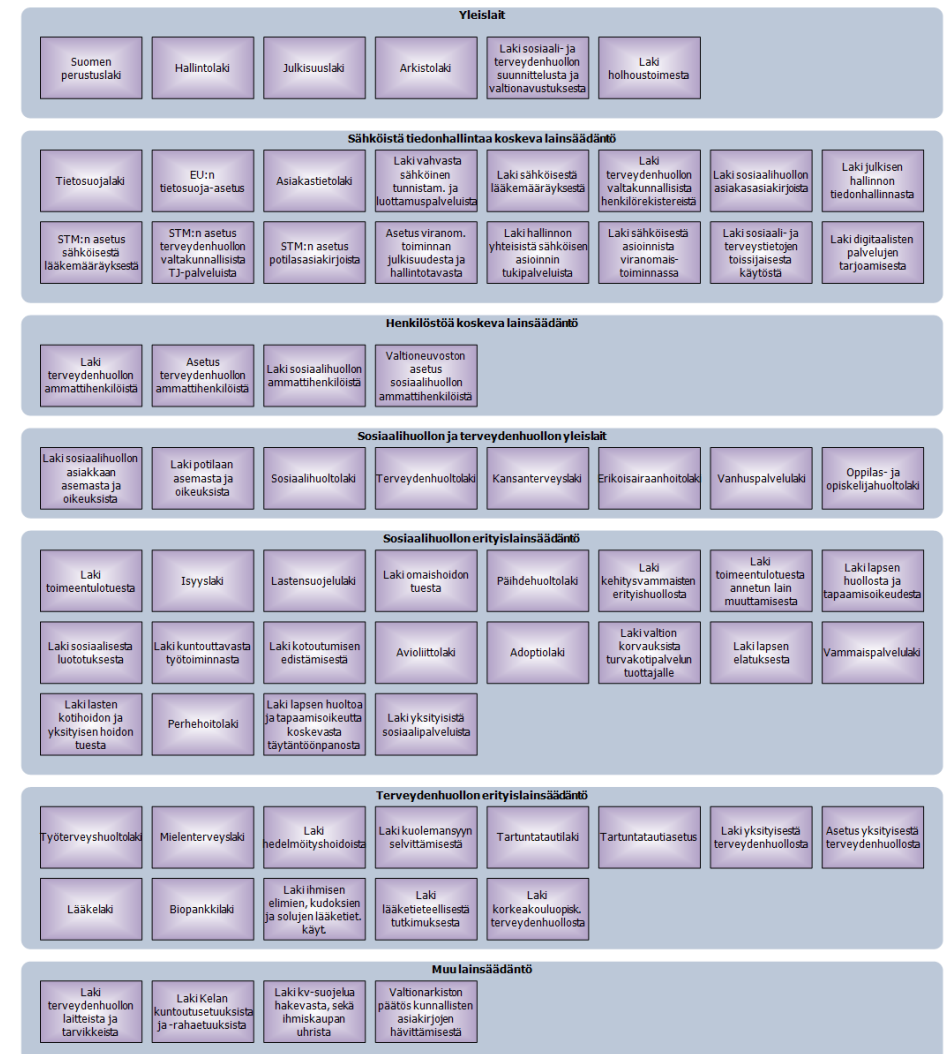 Yleislait
Suomen
perustuslaki
Hallintolaki
Julkisuuslaki
Arkistolaki
Laki sosiaali- ja
terveydenhuollon
suunnittelusta ja
valtionavustuksesta
Laki
holhoustoimesta
Sähköistä tiedonhallintaa koskeva lainsäädäntö
Tietosuojalaki
EU:n
tietosuoja-asetus
Asiakastietolaki
Laki vahvasta
sähköinen
tunnistam. ja
luottamuspalveluista
Laki sähköisestä
lääkemääräyksestä
Laki
terveydenhuollon
valtakunnallisista
henkilörekistereistä
Laki sosiaalihuollon
asiakasasiakirjoista
Laki julkisen
hallinnon
tiedonhallinnasta
STM:n asetus
sähköisestä
lääkemääräyksestä
STM:n asetus
terveydenhuollon
valtakunnallisista
TJ-palveluista
STM:n asetus
potilasasiakirjoista
Asetus viranom.
toiminnan
julkisuudesta ja
hallintotavasta
Laki hallinnon
yhteisistä sähköisen
asioinnin
tukipalveluista
Laki sähköisestä
asioinnista
viranomais-
toiminnassa
Laki sosiaali- ja
terveystietojen
toissijaisesta
käytöstä
Laki digitaalisten
palvelujen
tarjoamisesta
Henkilöstöä koskeva lainsäädäntö
Laki
terveydenhuollon
ammattihenkilöistä
Asetus
terveydenhuollon
ammattihenkilöistä
Laki sosiaalihuollon
ammattihenkilöistä
Valtioneuvoston
asetus
sosiaalihuollon
ammattihenkilöistä
Sosiaalihuollon ja terveydenhuollon yleislait
Laki sosiaalihuollon
asiakkaan
asemasta ja
oikeuksista
Laki potilaan
asemasta ja
oikeuksista
Sosiaalihuoltolaki
Terveydenhuoltolaki
Kansanterveyslaki
Erikoisairaanhoitolaki
Vanhuspalvelulaki
Oppilas- ja
opiskelijahuoltolaki
Sosiaalihuollon erityislainsäädäntö
Laki
toimeentulotuesta
Isyyslaki
Lastensuojelulaki
Laki omaishoidon
tuesta
Päihdehuoltolaki
Laki
kehitysvammaisten
erityishuollosta
Laki
toimeentulotuesta
annetun lain
muuttamisesta
Laki lapsen
huollosta ja
tapaamisoikeudesta
Laki sosiaalisesta
luototuksesta
Laki kuntouttavasta
työtoiminnasta
Laki kotoutumisen
edistämisestä
Avioliittolaki
Adoptiolaki
Laki valtion
korvauksista
turvakotipalvelun
tuottajalle
Laki lapsen
elatuksesta
Vammaispalvelulaki
Laki lasten
kotihoidon ja
yksityisen hoidon
tuesta
Perhehoitolaki
Laki lapsen huoltoa
ja tapaamisoikeutta
koskevasta
täytäntöönpanosta
Laki yksityisistä
sosiaalipalveluista
Terveydenhuollon erityislainsäädäntö
Työterveyshuoltolaki
Mielenterveyslaki
Laki
hedelmöityshoidoista
Laki kuolemansyyn
selvittämisestä
Tartuntatautilaki
Tartuntatautiasetus
Laki yksityisestä
terveydenhuollosta
Asetus yksityisestä
terveydenhuollosta
Lääkelaki
Biopankkilaki
Laki ihmisen
elimien, kudoksien
ja solujen lääketiet.
käyt.
Laki
lääketieteellisestä
tutkimuksesta
Laki
korkeakouluopisk.
terveydenhuollosta
Muu lainsäädäntö
Laki
terveydenhuollon
laitteista ja
tarvikkeista
Laki Kelan
kuntoutusetuuksista
ja -rahaetuuksista
Laki kv-suojelua
hakevasta, sekä
ihmiskaupan
uhrista
Valtionarkiston
päätös kunnallisten
asiakirjojen
hävittämisestä